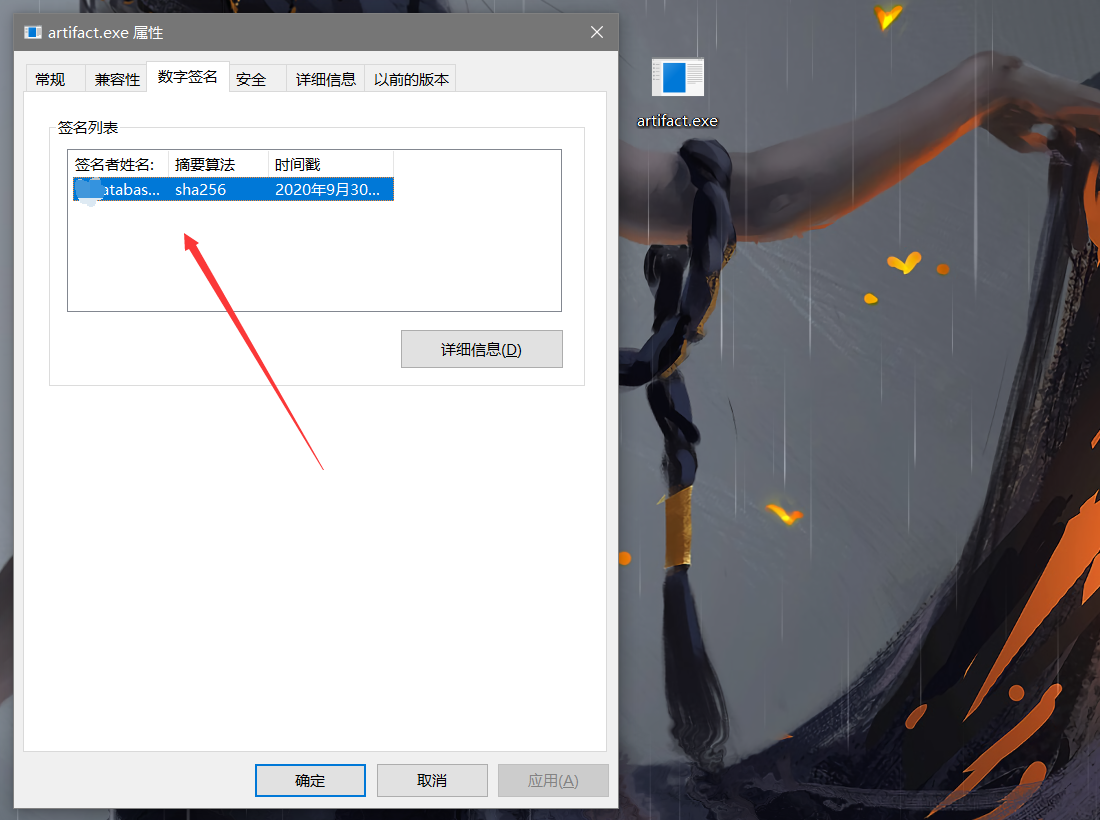 artifact.exe 属性
常规 兼容性 数字签名 安全 详细信息 以前的版本
签名列表
签名者姓名: 摘要算法 时间戳
atabas... sha256 2020年9月30...
详细信息(D)
确定 取消 应用(A)
artifact.exe